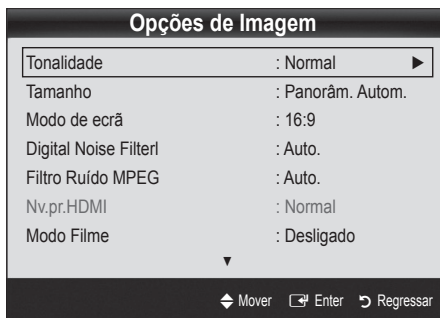 Opções de Imagem
Tonalidade : Normal ►
Tamanho : Panorâm. Autom.
Modo de ecrã : 16:9
Digital Noise Filterl : Auto.
Filtro Ruído MPEG : Auto.
Nv.pr.HDMI : Normal
Modo Filme : Desligado
▼
Mover Enter Regressar